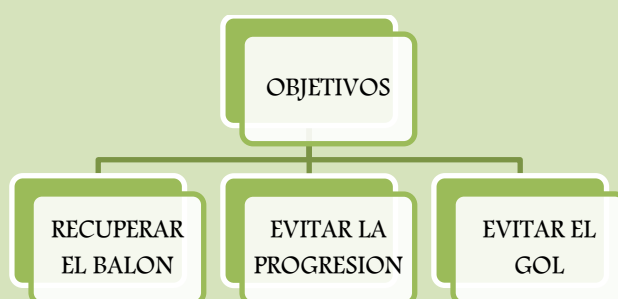 OBJETIVOS
RECUPERAR
EL BALON
EVITAR LA
PROGRESION
EVITAR EL
GOL